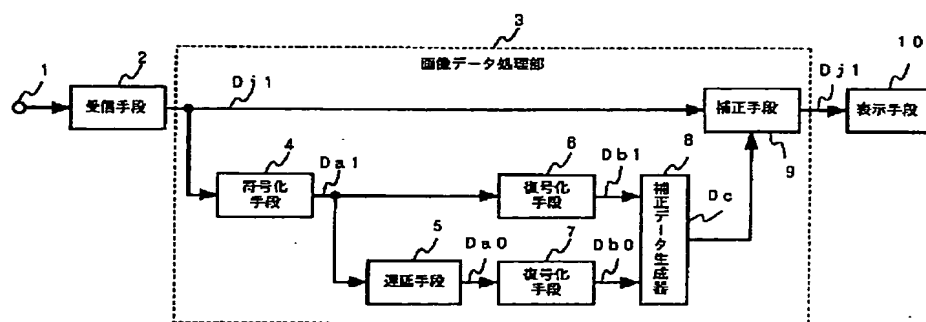 3
画像データ処理部
1
2
受信手段
Di1
補正手段
9
Dj1
10
表示手段
4
符号化
手段
Da1
6
復号化
手段
Db1
8
補正データ生成器
Dc
5
遅延手段
Da0
7
復号化
手段
Db0